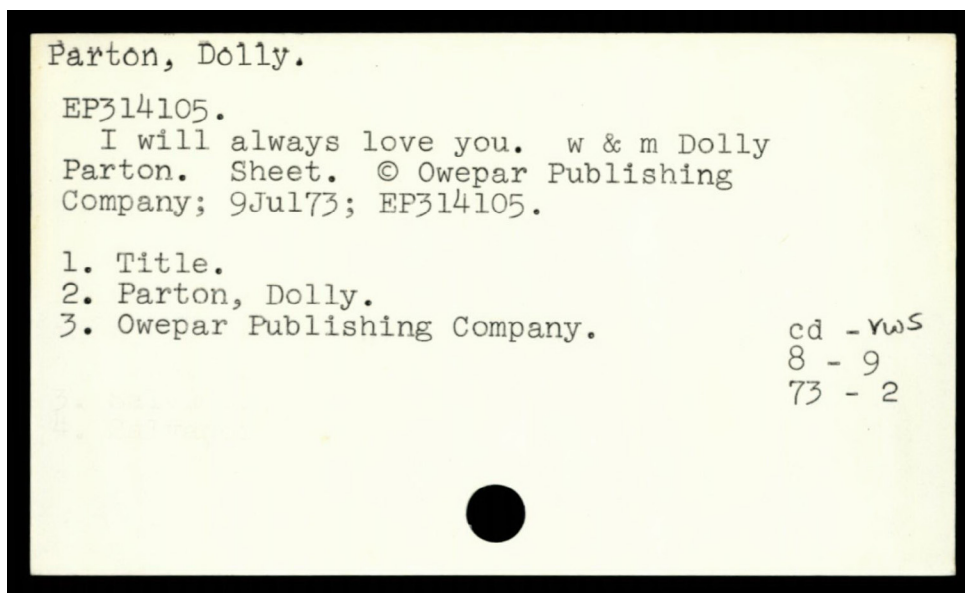 Parton, Dolly.
EP314105.
I will always love you. w & m Dolly
Parton. Sheet. © Owepar Publishing
Company; 9Jul73; EP314105.
1. Title.
2. Parton, Dolly.
3. Owepar Publishing Company.
cd - rws
8 - 9
73 - 2